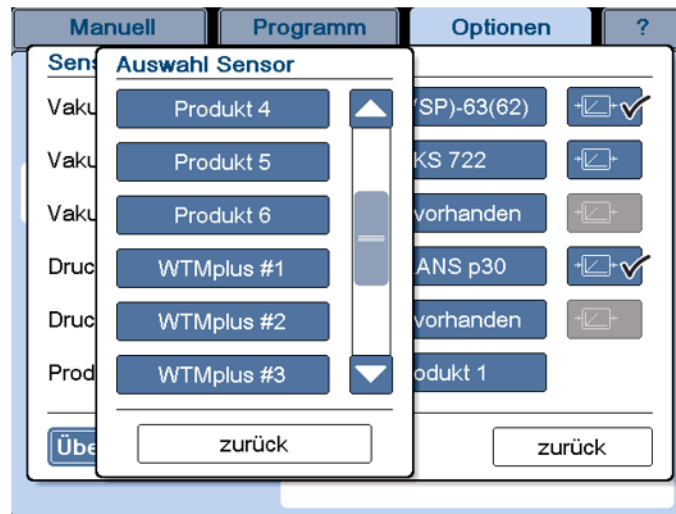 Manuell Programm Optionen ?
Sens
Auswahl Sensor
Vaku Produkt 4 SP)-63(62)
Vaku Produkt 5 KS 722
Vaku Produkt 6 vorhanden
Druc WTMplus #1 ANS p30
Druc WTMplus #2 vorhanden
Prod WTMplus #3 odukt 1
Übe zurück zurück